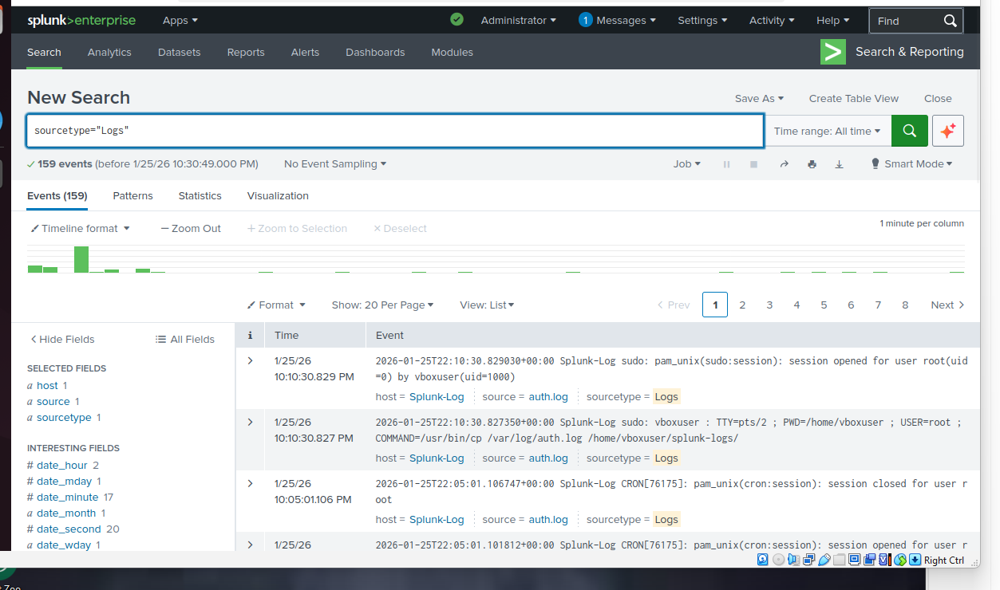 splunk>enterprise Apps Administrator 1 Messages Settings Activity Help Find
Search Analytics Datasets Reports Alerts Dashboards Modules > Search & Reporting
New Search Save As Create Table View Close
sourcetype="Logs" Time range: All time
159 events (before 1/25/26 10:30:49.000 PM) No Event Sampling Job Smart Mode
Events (159) Patterns Statistics Visualization
Timeline format Zoom Out Zoom to Selection Deselect 1 minute per column
Format Show: 20 Per Page View: List Prev 1 2 3 4 5 6 7 8 Next
Hide Fields All Fields
SELECTED FIELDS
a host 1
a source 1
a sourcetype 1
INTERESTING FIELDS
# date_hour 2
# date_mday 1
# date_minute 17
a date_month 1
# date_second 20
a date_wday 1
i Time Event
1/25/26
10:10:30.829 PM
2026-01-25T22:10:30.829030+00:00 Splunk-Log sudo: pam_unix(sudo:session): session opened for user root(uid
=0) by vboxuser(uid=1000)
host = Splunk-Log source = auth.log sourcetype = Logs
1/25/26
10:10:30.827 PM
2026-01-25T22:10:30.827350+00:00 Splunk-Log sudo: vboxuser : TTY=pts/2 ; PWD=/home/vboxuser ; USER=root ;
COMMAND=/usr/bin/cp /var/log/auth.log /home/vboxuser/splunk-logs/
host = Splunk-Log source = auth.log sourcetype = Logs
1/25/26
10:05:01.106 PM
2026-01-25T22:05:01.106747+00:00 Splunk-Log CRON[76175]: pam_unix(cron:session): session closed for user r
oot
host = Splunk-Log source = auth.log sourcetype = Logs
1/25/26
2026-01-25T22:05:01.101812+00:00 Splunk-Log CRON[76175]: pam_unix(cron:session): session opened for user r
Right Ctrl